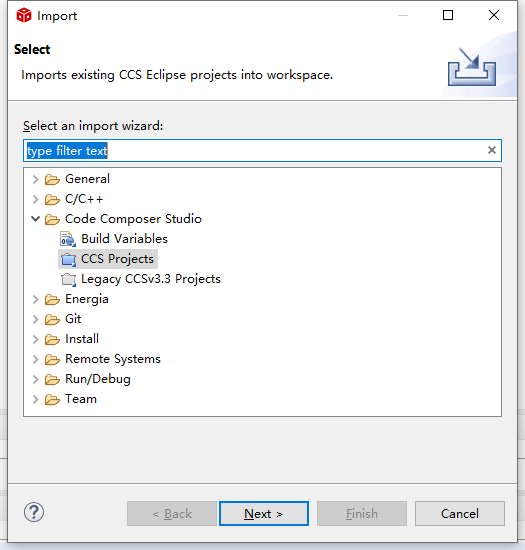 Import
Select
Imports existing CCS Eclipse projects into workspace.
Select an import wizard:
type filter text
General
C/C++
Code Composer Studio
Build Variables
CCS Projects
Legacy CCSv3.3 Projects
Energia
Git
Install
Remote Systems
Run/Debug
Team
? < Back Next > Finish Cancel